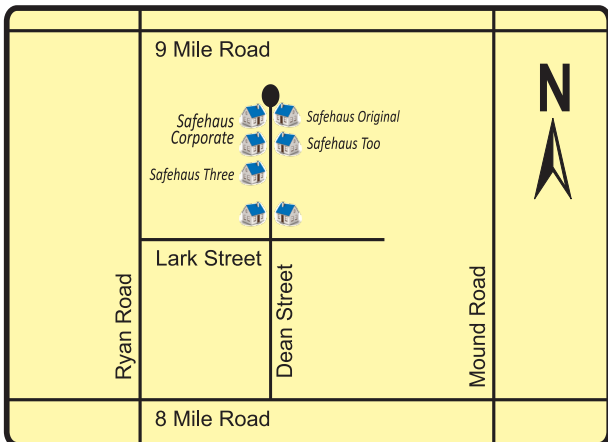 9 Mile Road
N
Safehaus
Corporate
Safehaus Original
Safehaus Too
Safehaus Three
Lark Street
Ryan Road
Dean Street
Mound Road
8 Mile Road